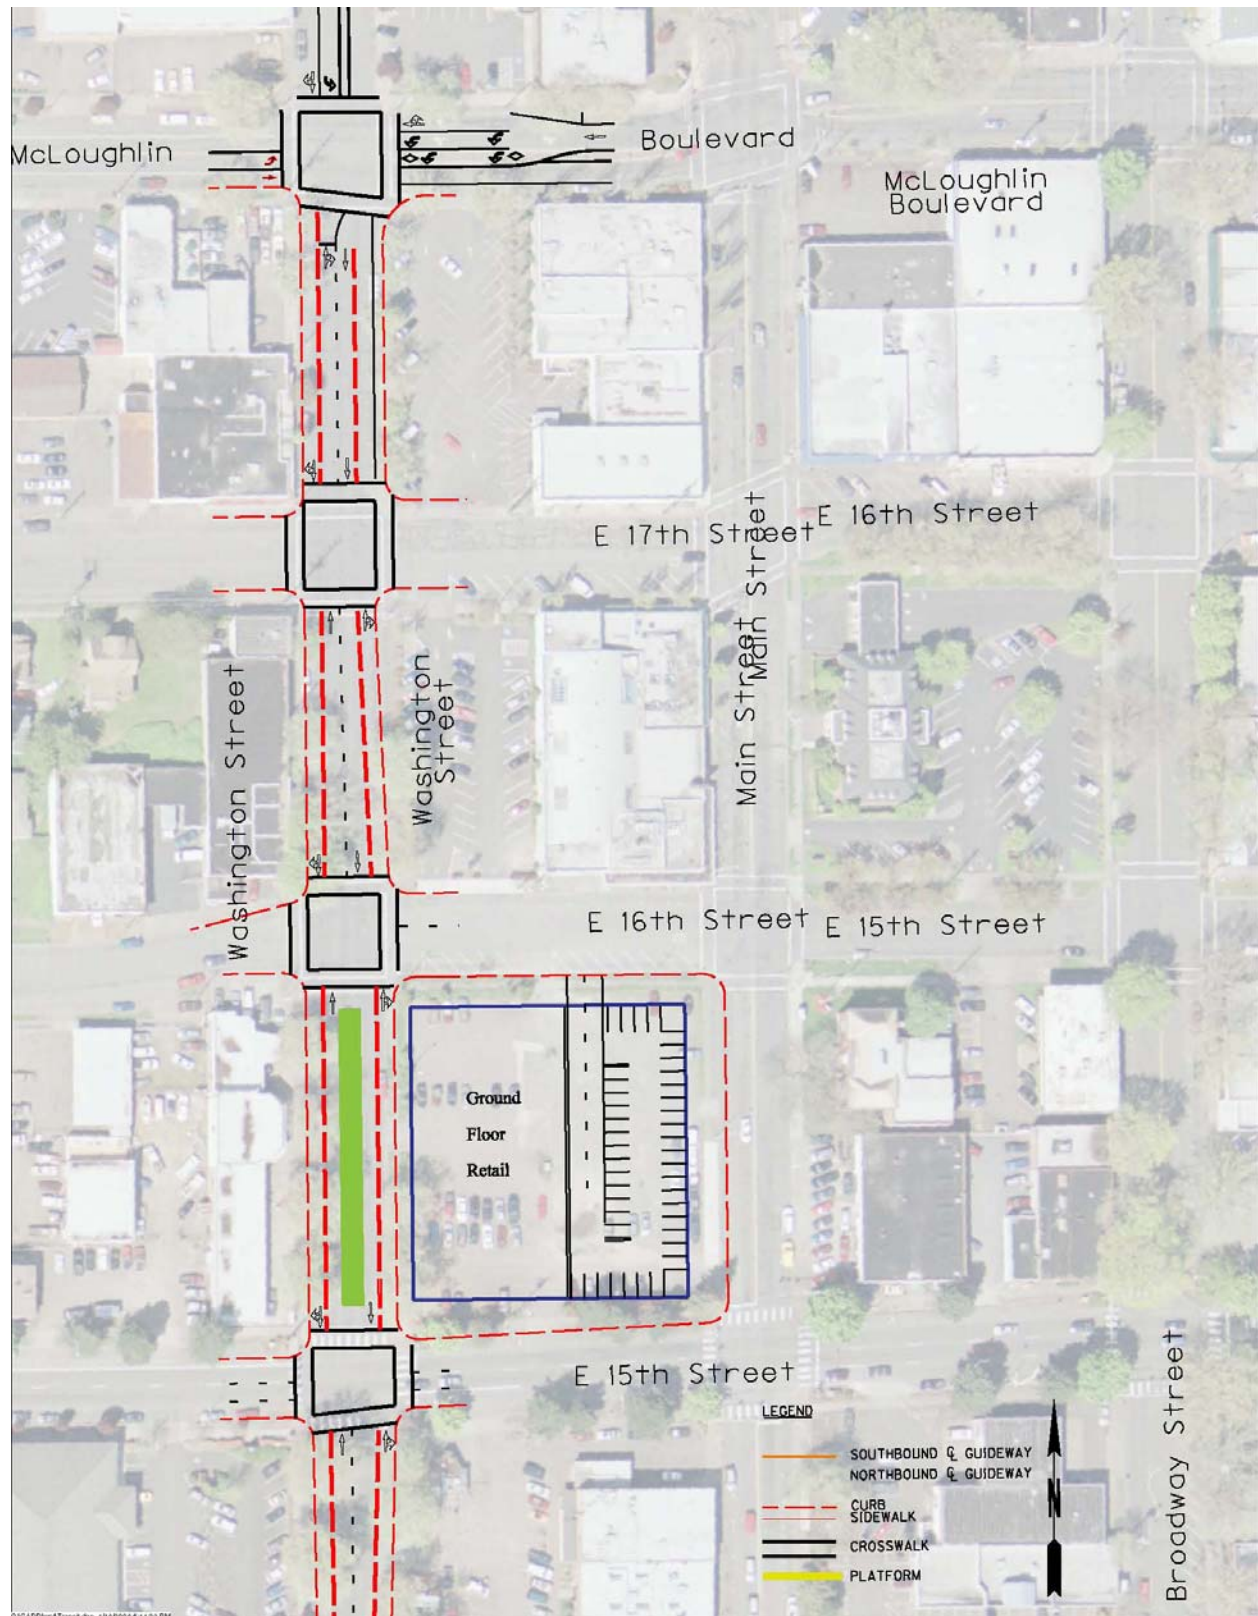 McLoughlin
Boulevard
McLoughlin
Boulevard
E 17th Street
E 16th Street
Main Street
Main Street
Washington Street
Washington
Street
E 16th Street
E 15th Street
Ground
Floor
Retail
E 15th Street
Broadway Street
LEGEND
SOUTHBOUND ℄ GUIDEWAY
NORTHBOUND ℄ GUIDEWAY
CURB
SIDEWALK
CROSSWALK
PLATFORM
N